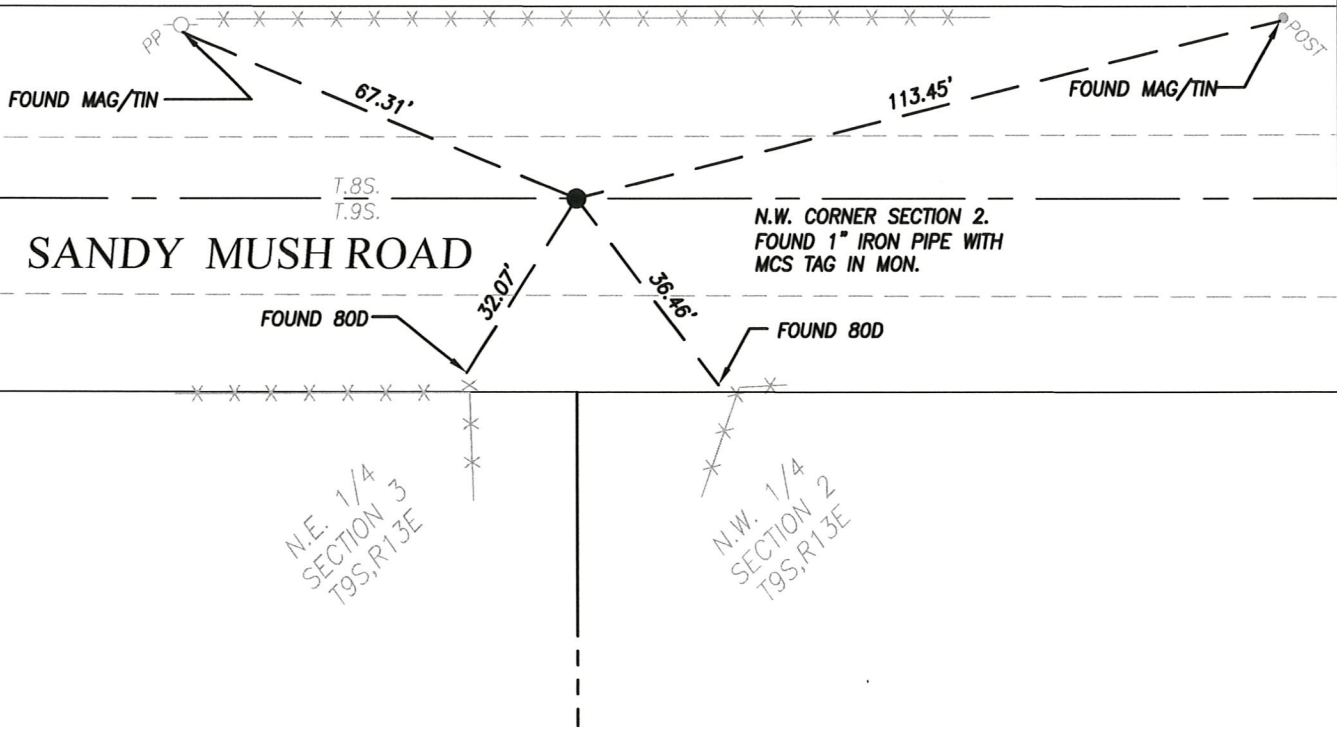 PP
POST
FOUND MAG/TIN
67.31'
113.45'
FOUND MAG/TIN
T.8S.
T.9S.
SANDY MUSH ROAD
N.W. CORNER SECTION 2.
FOUND 1" IRON PIPE WITH
MCS TAG IN MON.
32.07'
36.46'
FOUND 80D
FOUND 80D
N.E. 1/4
SECTION 3
T9S,R13E
N.W. 1/4
SECTION 2
T9S,R13E